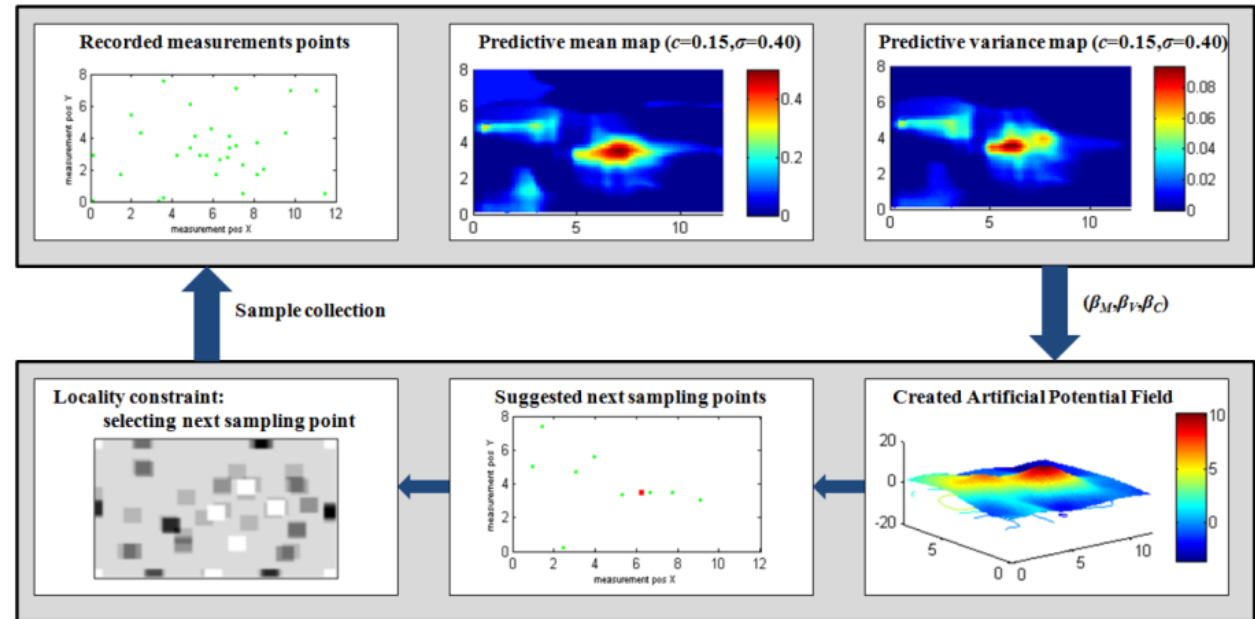 Recorded measurements points
8
6
4
2
0
measurement pos Y
0 2 4 6 8 10 12
measurement pos X
Predictive mean map (c=0.15,σ=0.40)
8
6
4
2
0
0 5 10
0.4
0.2
0
Predictive variance map (c=0.15,σ=0.40)
8
6
4
2
0
0 5 10
0.08
0.06
0.04
0.02
0
Sample collection
(βM,βV,βC)
Locality constraint:
selecting next sampling point
Suggested next sampling points
8
6
4
2
0
measurement pos Y
0 2 4 6 8 10 12
measurement pos X
Created Artificial Potential Field
20
0
-20
5
0
0 5 10
10
5
0